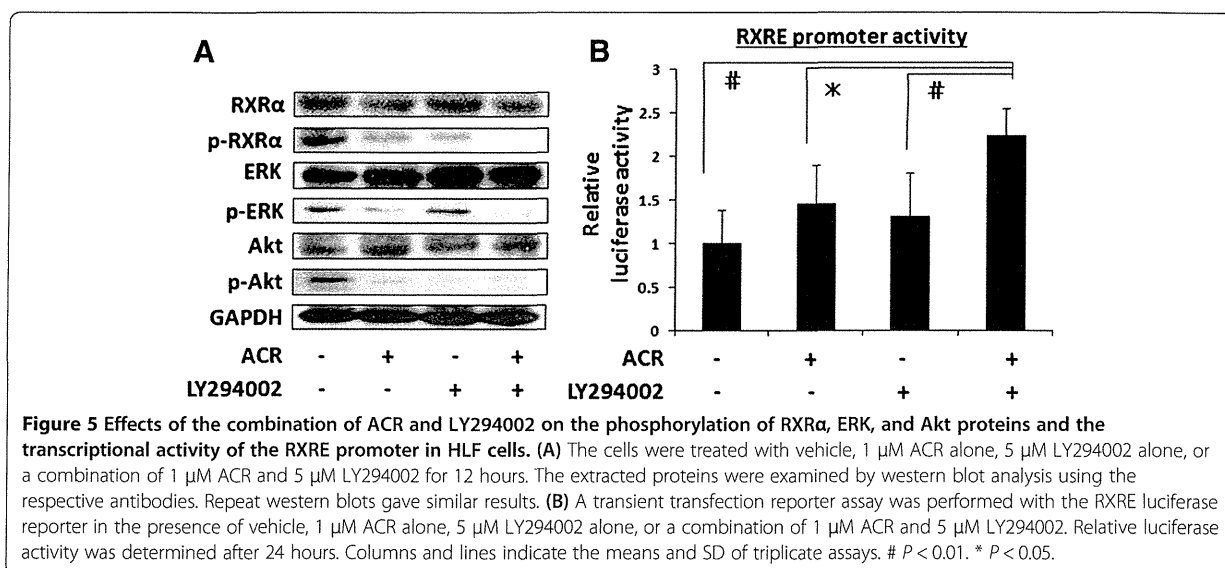 A
RXRα
p-RXRα
ERK
p-ERK
Akt
p-Akt
GAPDH
ACR - + - +
LY294002 - - + +
B
RXRE promoter activity
Relative
luciferase activity
3
2.5
2
1.5
1
0.5
0
# * #
ACR - + - +
LY294002 - - + +
Figure 5 Effects of the combination of ACR and LY294002 on the phosphorylation of RXRα, ERK, and Akt proteins and the
transcriptional activity of the RXRE promoter in HLF cells. (A) The cells were treated with vehicle, 1 μM ACR alone, 5 μM LY294002 alone, or
a combination of 1 μM ACR and 5 μM LY294002 for 12 hours. The extracted proteins were examined by western blot analysis using the
respective antibodies. Repeat western blots gave similar results. (B) A transient transfection reporter assay was performed with the RXRE luciferase
reporter in the presence of vehicle, 1 μM ACR alone, 5 μM LY294002 alone, or a combination of 1 μM ACR and 5 μM LY294002. Relative luciferase
activity was determined after 24 hours. Columns and lines indicate the means and SD of triplicate assays. # P < 0.01. * P < 0.05.